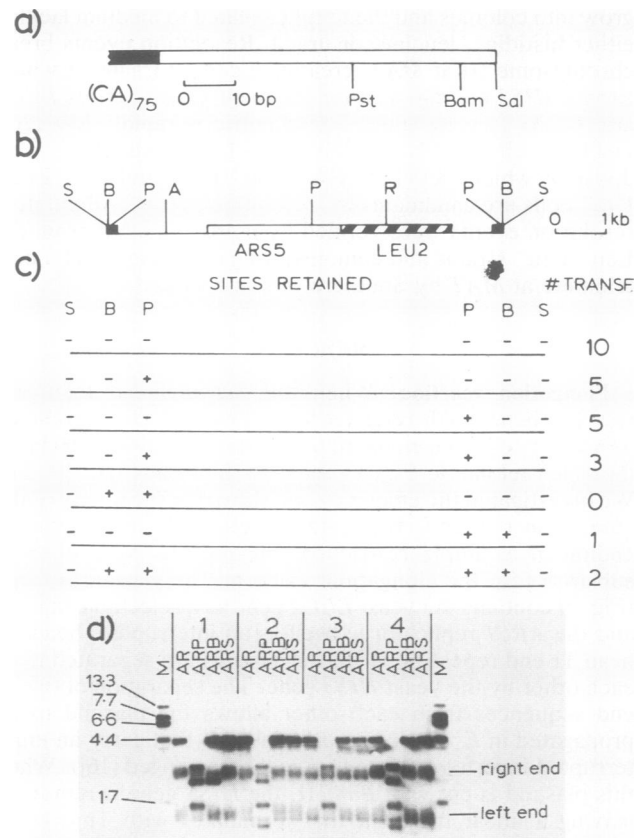 a)
(CA)75 0 10 bp Pst Bam Sal
b)
S B P A P R P B S 0 1kb
ARS5 LEU2
c)
SITES RETAINED # TRANSF.
S B P P B S
- - - - - - 10
- - + - - - 5
- - - + - - 5
- - + + - - 3
- + + - - - 0
- - - + + - 1
- + + + + - 2
d)
1 2 3 4
M AR ARP ARB ARS AR ARP ARB ARS AR ARP ARB ARS AR ARP ARB ARS M
13·3
7·7
6·6
4·4
right end
1·7
left end